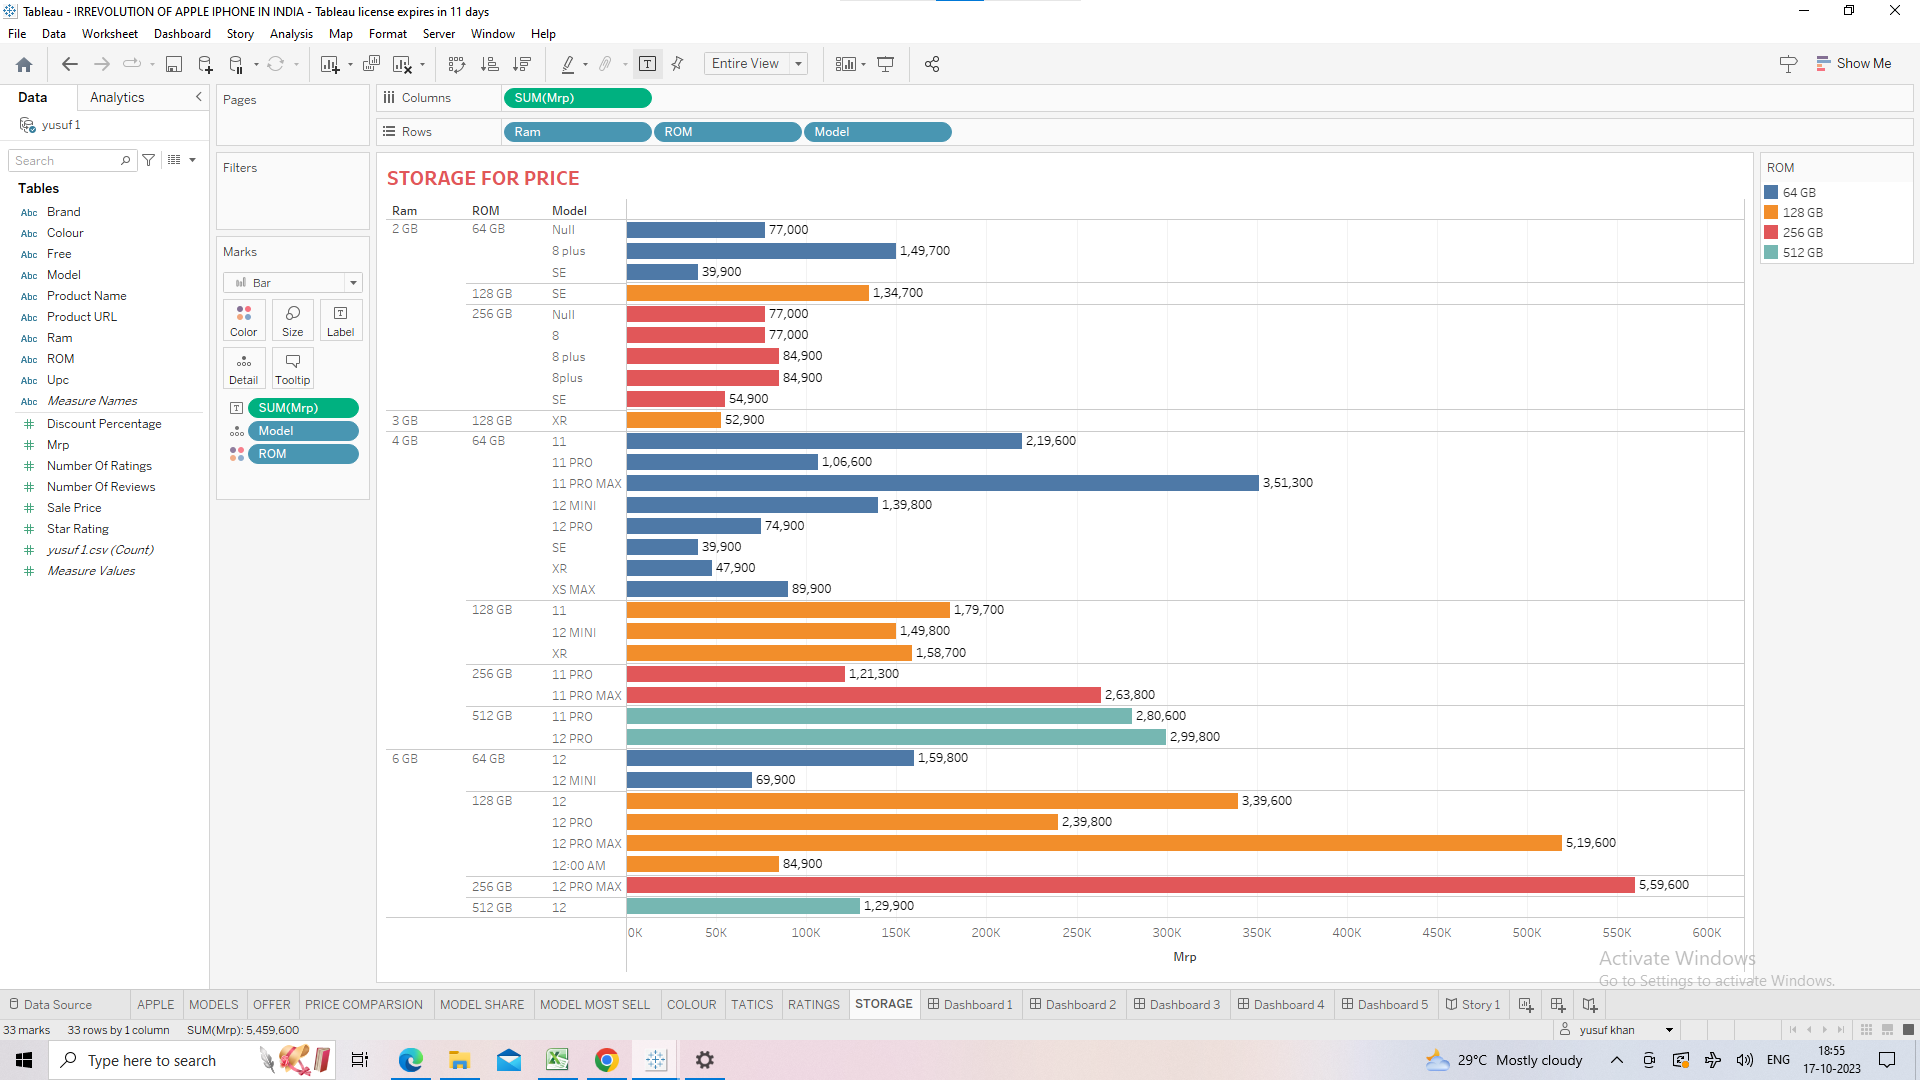 Tableau - IRREVOLUTION OF APPLE IPHONE IN INDIA - Tableau license expires in 11 days
File Data Worksheet Dashboard Story Analysis Map Format Server Window Help
Entire View
Show Me
Data Analytics
yusuf 1
Search
Tables
Abc Brand
Abc Colour
Abc Free
Abc Model
Abc Product Name
Abc Product URL
Abc Ram
Abc ROM
Abc Upc
Abc Measure Names
# Discount Percentage
# Mrp
# Number Of Ratings
# Number Of Reviews
# Sale Price
# Star Rating
# yusuf 1.csv (Count)
# Measure Values
Pages
Filters
Marks
Bar
Color Size Label
Detail Tooltip
SUM(Mrp)
Model
ROM
Columns SUM(Mrp)
Rows Ram ROM Model
STORAGE FOR PRICE
Ram ROM Model
2 GB 64 GB Null 77,000
8 plus 1,49,700
SE 39,900
128 GB SE 1,34,700
256 GB Null 77,000
8 77,000
8 plus 84,900
8plus 84,900
SE 54,900
3 GB 128 GB XR 52,900
4 GB 64 GB 11 2,19,600
11 PRO 1,06,600
11 PRO MAX 3,51,300
12 MINI 1,39,800
12 PRO 74,900
SE 39,900
XR 47,900
XS MAX 89,900
128 GB 11 1,79,700
12 MINI 1,49,800
XR 1,58,700
256 GB 11 PRO 1,21,300
11 PRO MAX 2,63,800
512 GB 11 PRO 2,80,600
12 PRO 2,99,800
6 GB 64 GB 12 1,59,800
12 MINI 69,900
128 GB 12 3,39,600
12 PRO 2,39,800
12 PRO MAX 5,19,600
12:00 AM 84,900
256 GB 12 PRO MAX 5,59,600
512 GB 12 1,29,900
0K 50K 100K 150K 200K 250K 300K 350K 400K 450K 500K 550K 600K
Mrp
ROM
64 GB
128 GB
256 GB
512 GB
Activate Windows
Go to Settings to activate Windows.
Data Source APPLE MODELS OFFER PRICE COMPARSION MODEL SHARE MODEL MOST SELL COLOUR TATICS RATINGS STORAGE Dashboard 1 Dashboard 2 Dashboard 3 Dashboard 4 Dashboard 5 Story 1
33 marks 33 rows by 1 column SUM(Mrp): 5,459,600
yusuf khan
Type here to search
29°C Mostly cloudy
ENG
18:55
17-10-2023